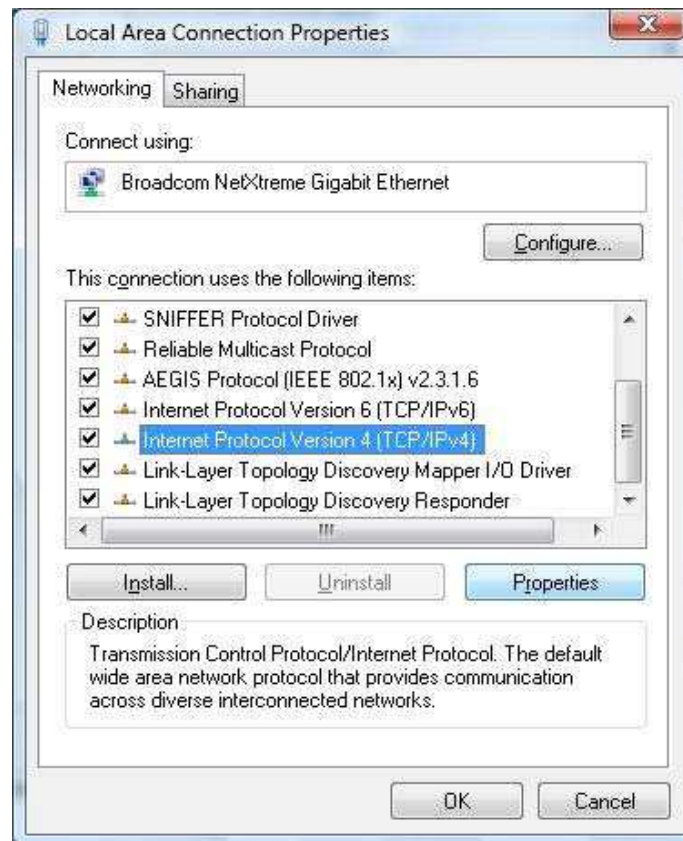 Local Area Connection Properties
Networking
Sharing
Connect using:
Broadcom NetXtreme Gigabit Ethernet
Configure...
This connection uses the following items:
SNIFFER Protocol Driver
Reliable Multicast Protocol
AEGIS Protocol (IEEE 802.1x) v2.3.1.6
Internet Protocol Version 6 (TCP/IPv6)
Internet Protocol Version 4 (TCP/IPv4)
Link-Layer Topology Discovery Mapper I/O Driver
Link-Layer Topology Discovery Responder
Install...
Uninstall
Properties
Description
Transmission Control Protocol/Internet Protocol. The default
wide area network protocol that provides communication
across diverse interconnected networks.
OK
Cancel